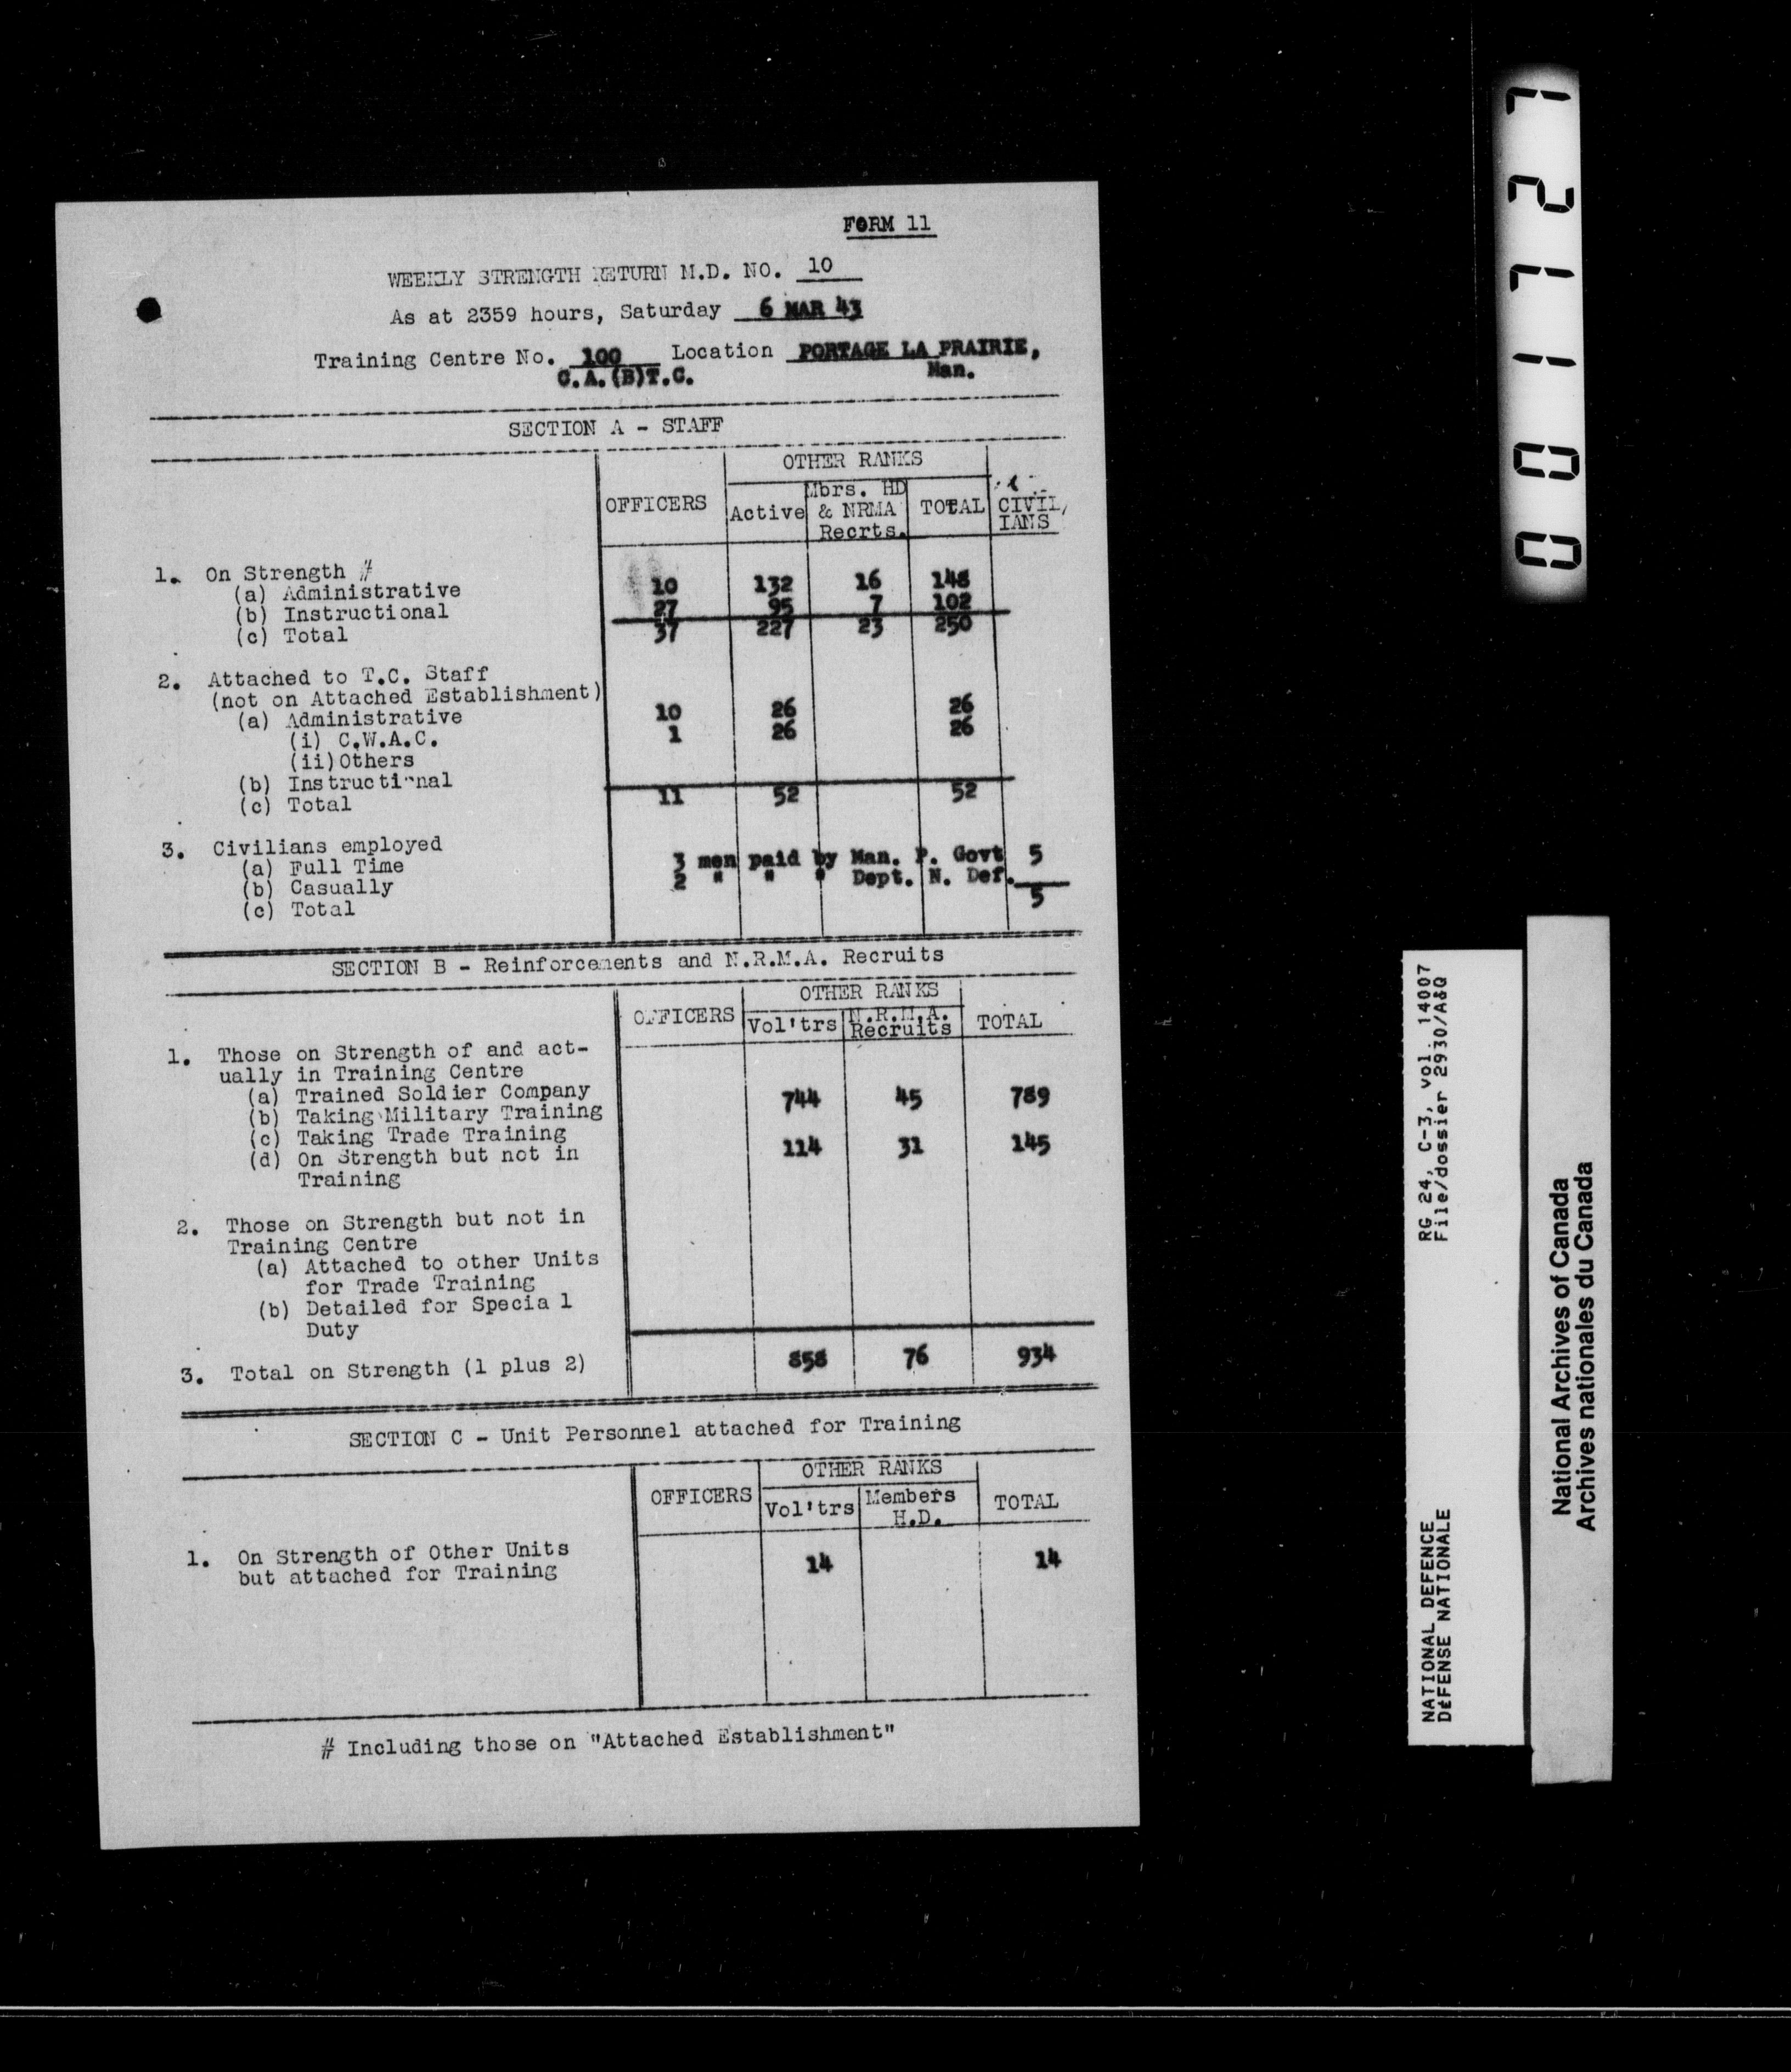 FORM 11
WEEKLY STRENGTH RETURN M.D. NO. 10
As at 2359 hours, Saturday 6 MAR 43
Training Centre No. 100 Location PORTAGE LA PRAIRIE,
C.A.(B)T.C. Man.
SECTION A - STAFF
OTHER RANKS
OFFICERS Active Mbrs. HD & NRMA Recrts. TOTAL CIVIL, IANS
1. On Strength #
(a) Administrative 10 132 16 148
(b) Instructional 27 95 7 102
(c) Total 37 227 23 250
2. Attached to T.C. Staff
(not on Attached Establishment)
(a) Administrative 10 26 26
(i) C.W.A.C. 1 26 26
(ii) Others
(b) Instructional
(c) Total 11 52 52
3. Civilians employed
(a) Full Time 3 men paid by Man. P. Govt 5
(b) Casually 2 " " " Dept. N. Def.
(c) Total 5
SECTION B - Reinforcements and N.R.M.A. Recruits
OTHER RANKS
OFFICERS Vol'trs N.R.M.A. Recruits TOTAL
1. Those on Strength of and act-
ually in Training Centre
(a) Trained Soldier Company 744 45 789
(b) Taking Military Training
(c) Taking Trade Training 114 31 145
(d) On Strength but not in
Training
2. Those on Strength but not in
Training Centre
(a) Attached to other Units
for Trade Training
(b) Detailed for Specia l
Duty
3. Total on Strength (1 plus 2) 858 76 934
SECTION C - Unit Personnel attached for Training
OTHER RANKS
OFFICERS Vol'trs Members H.D. TOTAL
1. On Strength of Other Units 14 14
but attached for Training
# Including those on "Attached Establishment"
001727
NATIONAL DEFENCE RG 24, C-3, vol. 14007
DéFENSE NATIONALE File/dossier 2930/A&Q
National Archives of Canada
Archives nationales du Canada